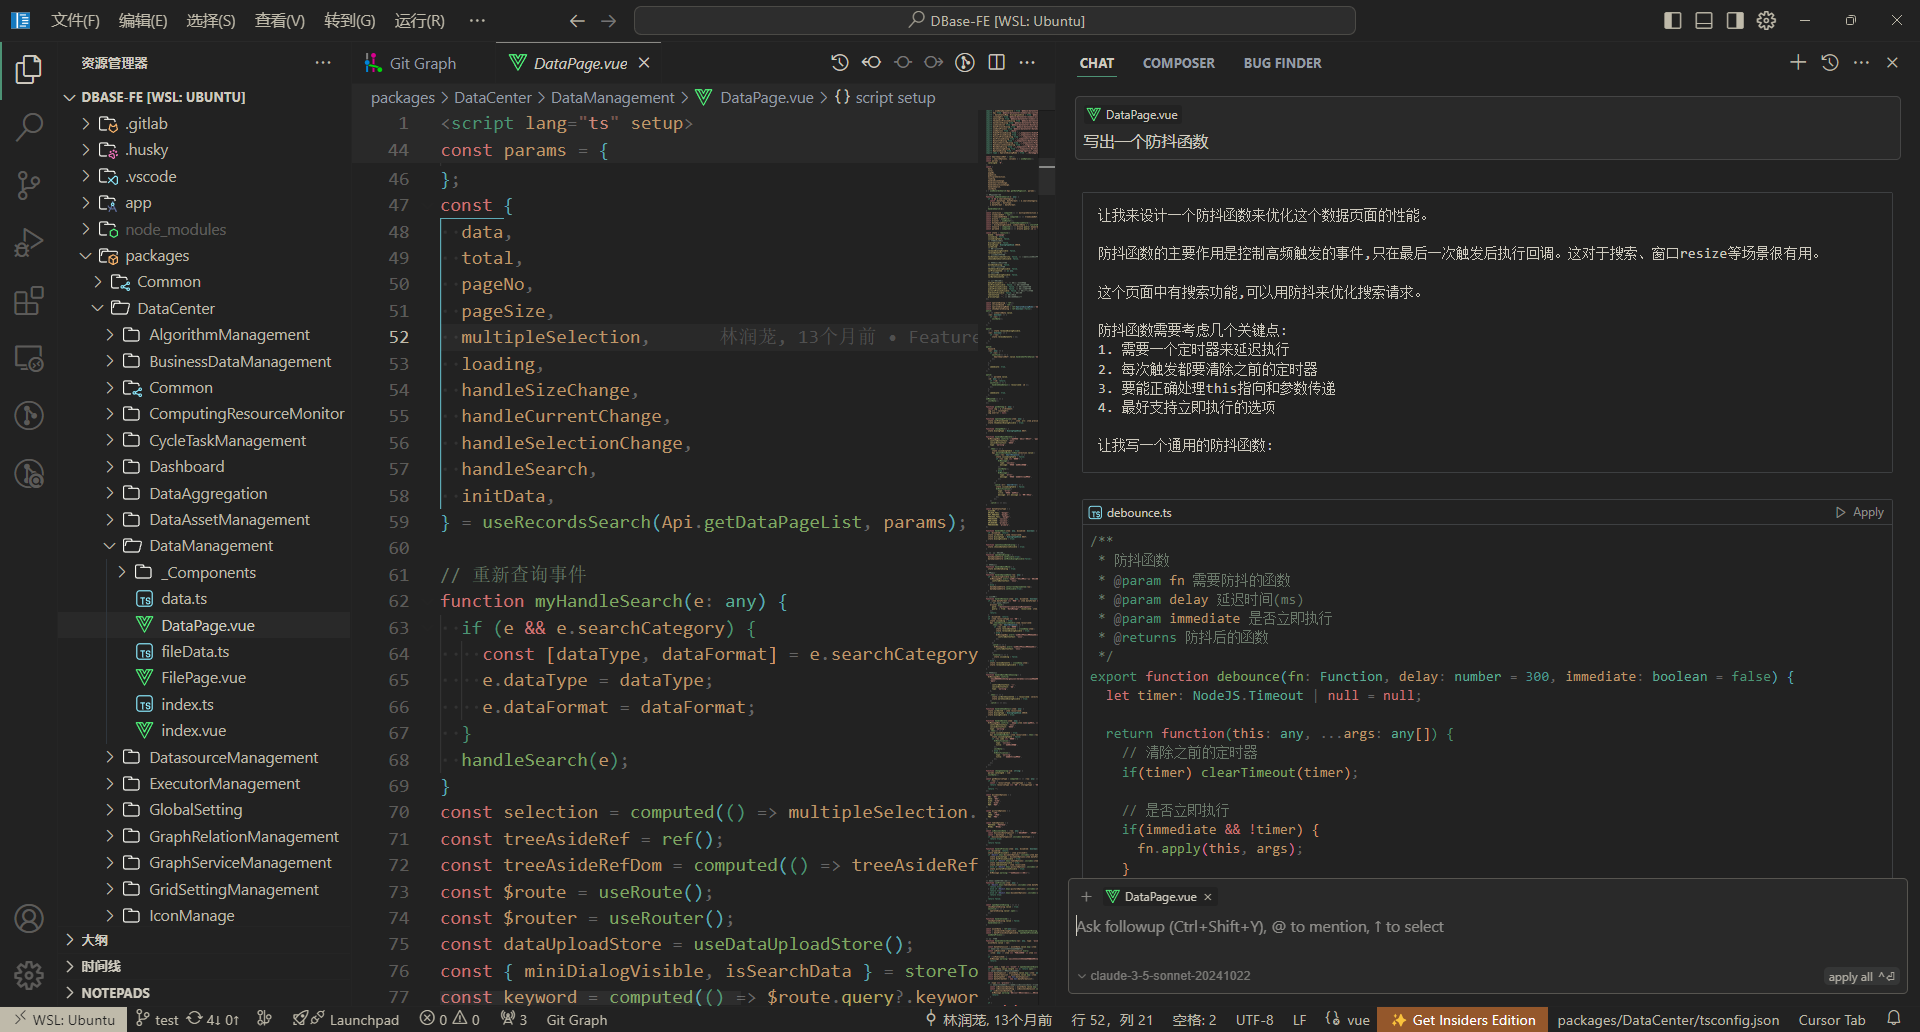 文件(F) 编辑(E) 选择(S) 查看(V) 转到(G) 运行(R) ···
DBase-FE [WSL: Ubuntu]
资源管理器
DBASE-FE [WSL: UBUNTU]
.gitlab
.husky
.vscode
app
node_modules
packages
Common
DataCenter
AlgorithmManagement
BusinessDataManagement
Common
ComputingResourceMonitor
CycleTaskManagement
Dashboard
DataAggregation
DataAssetManagement
DataManagement
_Components
data.ts
DataPage.vue
fileData.ts
FilePage.vue
index.ts
index.vue
DatasourceManagement
ExecutorManagement
GlobalSetting
GraphRelationManagement
GraphServiceManagement
GridSettingManagement
IconManage
大纲
时间线
NOTEPADS
Git Graph
DataPage.vue
packages > DataCenter > DataManagement > DataPage.vue > {} script setup
1 <script lang="ts" setup>
44 const params = {
46 };
47 const {
48 data,
49 total,
50 pageNo,
51 pageSize,
52 multipleSelection, 林润茏, 13个月前 • Feature
53 loading,
54 handleSizeChange,
55 handleCurrentChange,
56 handleSelectionChange,
57 handleSearch,
58 initData,
59 } = useRecordsSearch(Api.getDataPageList, params);
60
61 // 重新查询事件
62 function myHandleSearch(e: any) {
63 if (e && e.searchCategory) {
64 const [dataType, dataFormat] = e.searchCategory
65 e.dataType = dataType;
66 e.dataFormat = dataFormat;
67 }
68 handleSearch(e);
69 }
70 const selection = computed(() => multipleSelection.
71 const treeAsideRef = ref();
72 const treeAsideRefDom = computed(() => treeAsideRef
73 const $route = useRoute();
74 const $router = useRouter();
75 const dataUploadStore = useDataUploadStore();
76 const { miniDialogVisible, isSearchData } = storeTo
77 const keyword = computed(() => $route.query?.keywor
CHAT COMPOSER BUG FINDER
DataPage.vue
写出一个防抖函数
让我来设计一个防抖函数来优化这个数据页面的性能。
防抖函数的主要作用是控制高频触发的事件,只在最后一次触发后执行回调。这对于搜索、窗口resize等场景很有用。
这个页面中有搜索功能,可以用防抖来优化搜索请求。
防抖函数需要考虑几个关键点:
1. 需要一个定时器来延迟执行
2. 每次触发都要清除之前的定时器
3. 要能正确处理this指向和参数传递
4. 最好支持立即执行的选项
让我写一个通用的防抖函数:
debounce.ts Apply
/**
* 防抖函数
* @param fn 需要防抖的函数
* @param delay 延迟时间(ms)
* @param immediate 是否立即执行
* @returns 防抖后的函数
*/
export function debounce(fn: Function, delay: number = 300, immediate: boolean = false) {
let timer: NodeJS.Timeout | null = null;
return function(this: any, ...args: any[]) {
// 清除之前的定时器
if(timer) clearTimeout(timer);
// 是否立即执行
if(immediate && !timer) {
fn.apply(this, args);
}
DataPage.vue
Ask followup (Ctrl+Shift+Y), @ to mention, ↑ to select
claude-3-5-sonnet-20241022
apply all ^⏎
WSL: Ubuntu test 4↓ 0↑ Launchpad 0 0 3 Git Graph 林润茏, 13个月前 行 52，列 21 空格: 2 UTF-8 LF {} vue Get Insiders Edition packages/DataCenter/tsconfig.json Cursor Tab